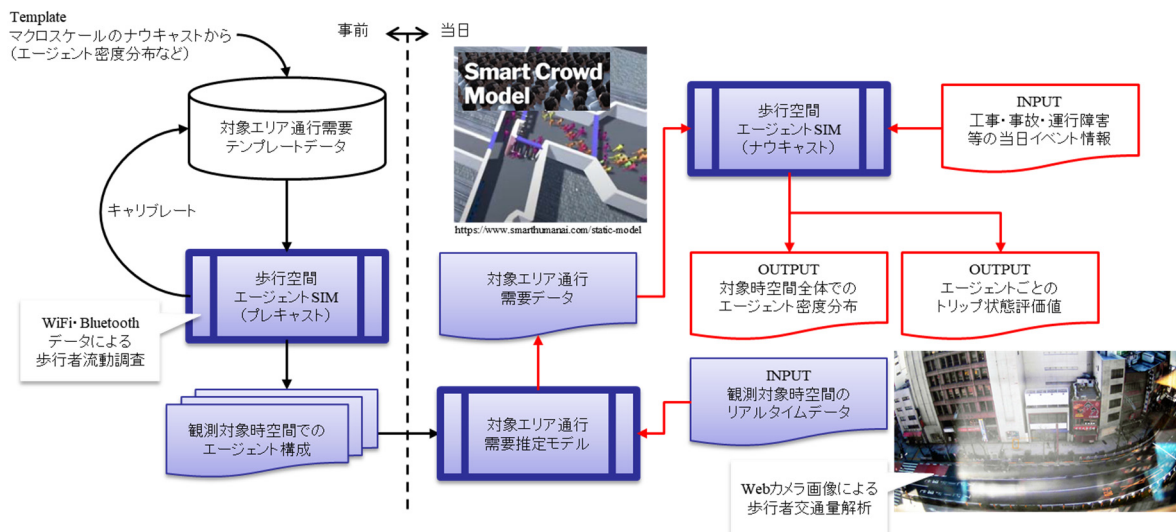 Template
マクロスケールのナウキャストから
（エージェント密度分布など）
事前
当日
対象エリア通行需要
テンプレートデータ
キャリブレート
歩行空間
エージェントSIM
（プレキャスト）
WiFi・Bluetooth
データによる
歩行者流動調査
観測対象時空間での
エージェント構成
Smart Crowd
Model
https://www.smarthumanai.com/static-model
対象エリア通行
需要データ
対象エリア通行
需要推定モデル
歩行空間
エージェントSIM
（ナウキャスト）
INPUT
工事・事故・運行障害
等の当日イベント情報
OUTPUT
対象時空間全体での
エージェント密度分布
OUTPUT
エージェントごとの
トリップ状態評価値
INPUT
観測対象時空間の
リアルタイムデータ
Webカメラ画像による
歩行者交通量解析